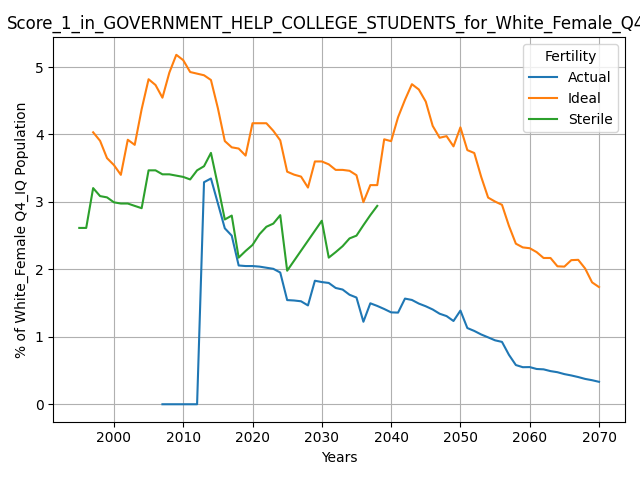 Score_1_in_GOVERNMENT_HELP_COLLEGE_STUDENTS_for_White_Female_Q4
Fertility
Actual
Ideal
Sterile
% of White_Female Q4_IQ Population
5
4
3
2
1
0
2000 2010 2020 2030 2040 2050 2060 2070
Years